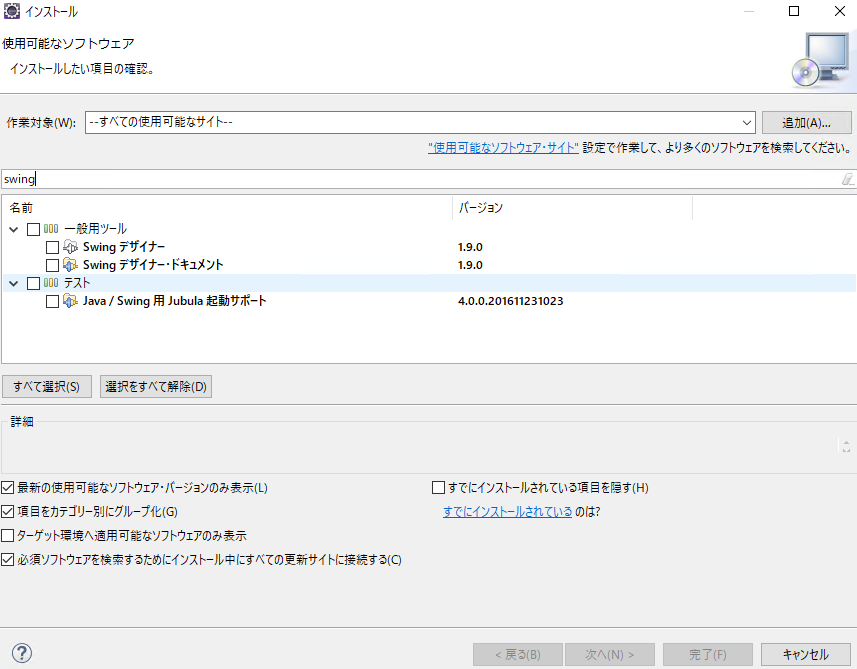 インストール
使用可能なソフトウェア
インストールしたい項目の確認。
作業対象(W): --すべての使用可能なサイト-- 追加(A)...
"使用可能なソフトウェア・サイト" 設定で作業して、より多くのソフトウェアを検索してください。
swing
名前 バージョン
一般用ツール
Swing デザイナー 1.9.0
Swing デザイナー・ドキュメント 1.9.0
テスト
Java / Swing 用 Jubula 起動サポート 4.0.0.201611231023
すべて選択(S) 選択をすべて解除(D)
詳細
最新の使用可能なソフトウェア・バージョンのみ表示(L) すでにインストールされている項目を隠す(H)
項目をカテゴリー別にグループ化(G) すでにインストールされている のは?
ターゲット環境へ適用可能なソフトウェアのみ表示
必須ソフトウェアを検索するためにインストール中にすべての更新サイトに接続する(C)
? < 戻る(B) 次へ(N) > 完了(F) キャンセル